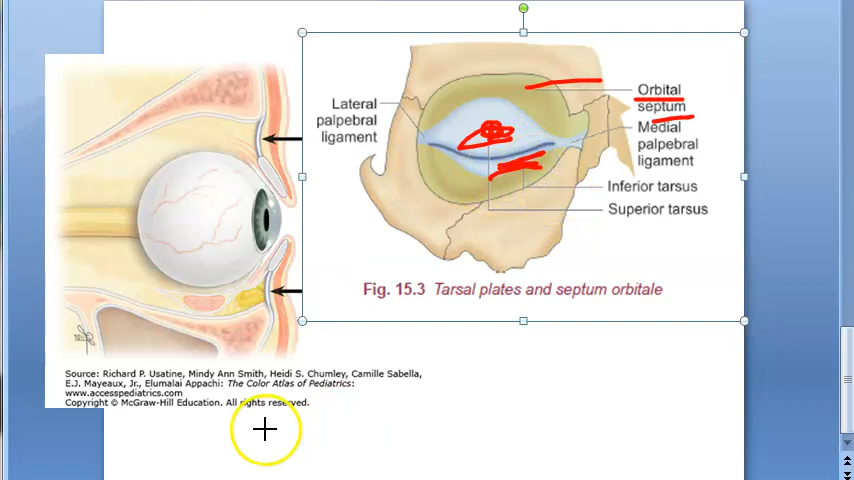 Lateral
palpebral
ligament
Orbital
septum
Medial
palpebral
ligament
Inferior tarsus
Superior tarsus
Fig. 15.3 Tarsal plates and septum orbitale
Source: Richard P. Usatine, Mindy Ann Smith, Heidi S. Chumley, Camille Sabella,
E.J. Mayeaux, Jr., Elumalai Appachi: The Color Atlas of Pediatrics:
www.accesspediatrics.com
Copyright © McGraw-Hill Education. All rights reserved.